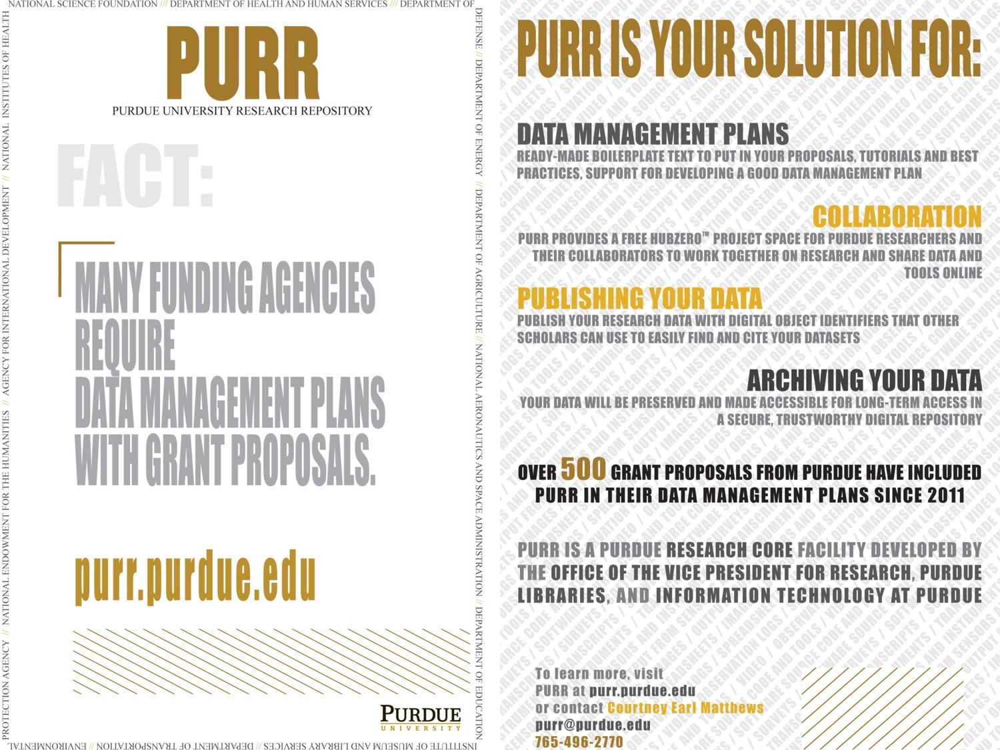 NATIONAL SCIENCE FOUNDATION /// DEPARTMENT OF HEALTH AND HUMAN SERVICES /// DEPARTMENT OF
DEFENSE // DEPARTMENT OF ENERGY // DEPARTMENT OF AGRICULTURE // NATIONAL AERONAUTICS AND SPACE ADMINISTRATION // DEPARTMENT OF EDUCATION
INSTITUTE OF MUSEUM AND LIBRARY SERVICES // DEPARTMENT OF TRANSPORTATION // ENVIRONMENTAL
PROTECTION AGENCY // NATIONAL ENDOWMENT FOR THE HUMANITIES // AGENCY FOR INTERNATIONAL DEVELOPMENT // NATIONAL INSTITUTES OF HEALTH
PURR
PURDUE UNIVERSITY RESEARCH REPOSITORY
FACT:
MANY FUNDING AGENCIES
REQUIRE
DATA MANAGEMENT PLANS
WITH GRANT PROPOSALS.
purr.purdue.edu
PURDUE
UNIVERSITY
PURR IS YOUR SOLUTION FOR:
DATA MANAGEMENT PLANS
READY-MADE BOILERPLATE TEXT TO PUT IN YOUR PROPOSALS, TUTORIALS AND BEST
PRACTICES, SUPPORT FOR DEVELOPING A GOOD DATA MANAGEMENT PLAN
COLLABORATION
PURR PROVIDES A FREE HUBZERO™ PROJECT SPACE FOR PURDUE RESEARCHERS AND
THEIR COLLABORATORS TO WORK TOGETHER ON RESEARCH AND SHARE DATA AND
TOOLS ONLINE
PUBLISHING YOUR DATA
PUBLISH YOUR RESEARCH DATA WITH DIGITAL OBJECT IDENTIFIERS THAT OTHER
SCHOLARS CAN USE TO EASILY FIND AND CITE YOUR DATASETS
ARCHIVING YOUR DATA
YOUR DATA WILL BE PRESERVED AND MADE ACCESSIBLE FOR LONG-TERM ACCESS IN
A SECURE, TRUSTWORTHY DIGITAL REPOSITORY
OVER 500 GRANT PROPOSALS FROM PURDUE HAVE INCLUDED
PURR IN THEIR DATA MANAGEMENT PLANS SINCE 2011
PURR IS A PURDUE RESEARCH CORE FACILITY DEVELOPED BY
THE OFFICE OF THE VICE PRESIDENT FOR RESEARCH, PURDUE
LIBRARIES, AND INFORMATION TECHNOLOGY AT PURDUE
To learn more, visit
PURR at purr.purdue.edu
or contact Courtney Earl Matthews
purr@purdue.edu
765-496-2770